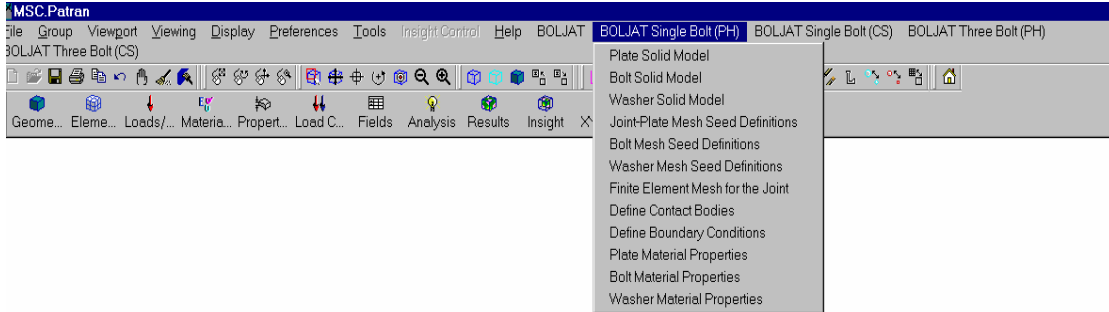 MSC.Patran
File Group Viewport Viewing Display Preferences Tools Insight Control Help BOLJAT BOLJAT Single Bolt (PH) BOLJAT Single Bolt (CS) BOLJAT Three Bolt (PH)
BOLJAT Three Bolt (CS)
Geome... Eleme... Loads/... Materia... Propert... Load C... Fields Analysis Results Insight
Plate Solid Model
Bolt Solid Model
Washer Solid Model
Joint-Plate Mesh Seed Definitions
Bolt Mesh Seed Definitions
Washer Mesh Seed Definitions
Finite Element Mesh for the Joint
Define Contact Bodies
Define Boundary Conditions
Plate Material Properties
Bolt Material Properties
Washer Material Properties